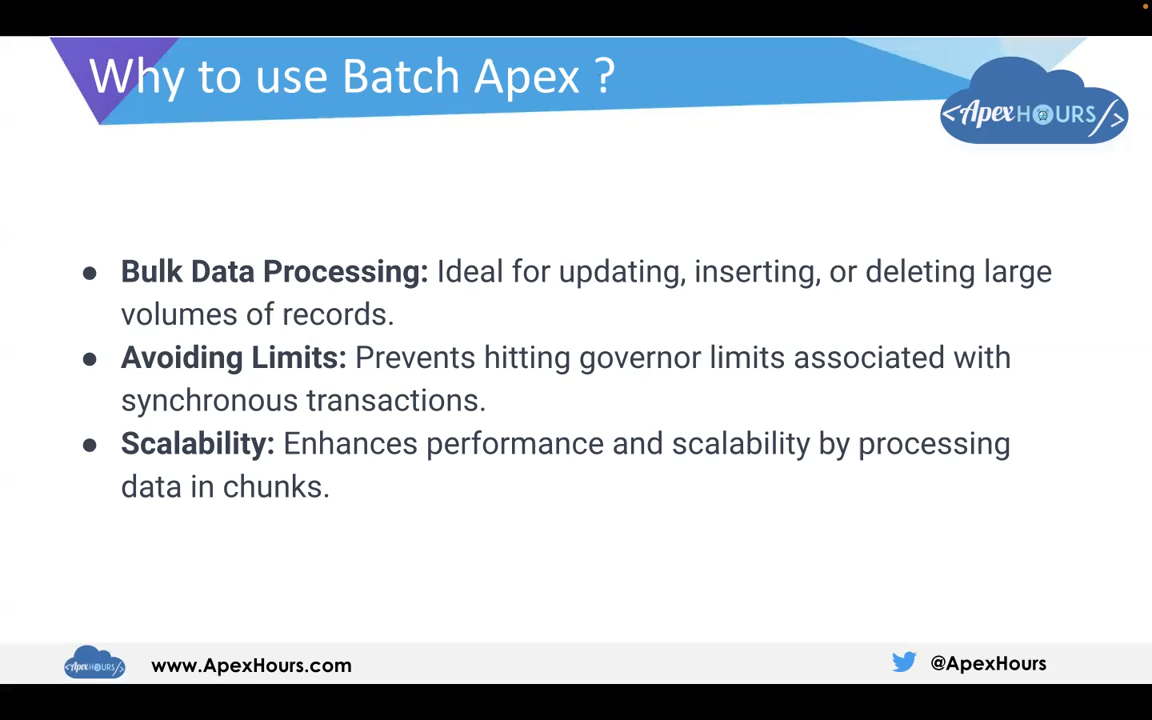 Why to use Batch Apex ?
<ApexHOURS/>
● Bulk Data Processing: Ideal for updating, inserting, or deleting large
volumes of records.
● Avoiding Limits: Prevents hitting governor limits associated with
synchronous transactions.
● Scalability: Enhances performance and scalability by processing
data in chunks.
<ApexHOURS/>
www.ApexHours.com
@ApexHours